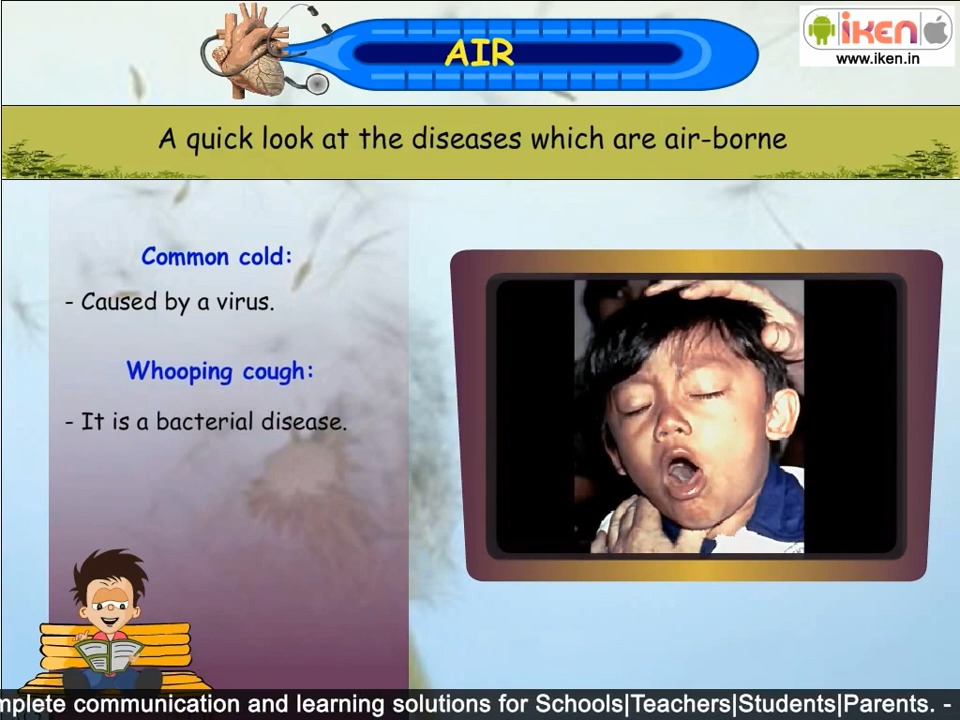 AIR
iKEN
www.iken.in
A quick look at the diseases which are air-borne
Common cold:
- Caused by a virus.
Whooping cough:
- It is a bacterial disease.
mplete communication and learning solutions for Schools|Teachers|Students|Parents. -